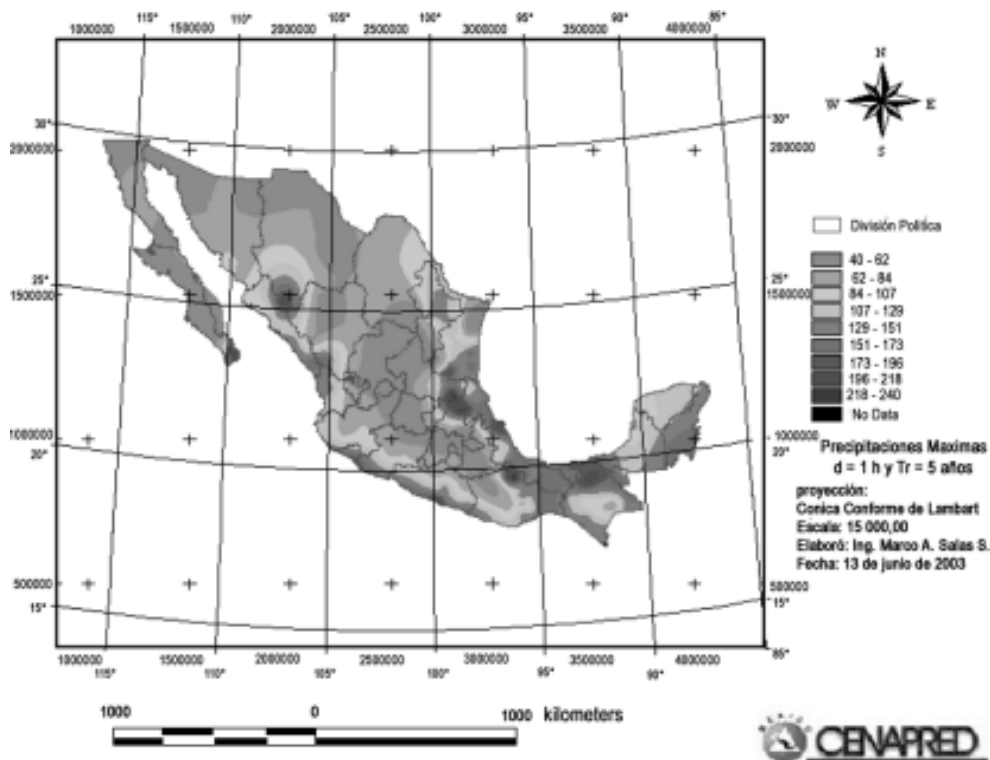 115° 110° 105° 100° 95° 90° 85°
1000000 1500000 2000000 2500000 3000000 3500000 4000000
N
W E
S
30° 30°
2000000 2000000
División Politica
40 - 62
62 - 84
84 - 107
107 - 129
129 - 151
151 - 173
173 - 196
196 - 218
218 - 240
No Data
25° 25°
1500000 1500000
1000000 1000000
20° 20°
Precipitaciones Maximas
d = 1 h y Tr = 5 años
proyección:
Conica Conforme de Lambart
Escala: 15 000,00
Elaboró: Ing. Marco A. Salas S.
Fecha: 13 de junio de 2003
500000 500000
15° 15°
85°
1000000 1500000 2000000 2500000 3000000 3500000 4000000
115° 110° 105° 100° 95° 90°
1000 0 1000 kilometers
MEXICO
CENAPRED